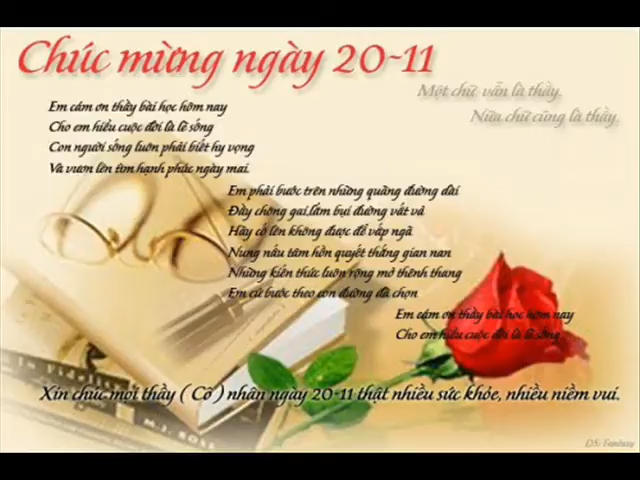 Chúc mừng ngày 20-11
Một chữ vẫn là thầy.
Nửa chữ cũng là thầy.
Em cám ơn thầy bài học hôm nay
Cho em hiểu cuộc đời là lẽ sống
Con người sống luôn phải biết hy vọng
Và vươn lên tìm hạnh phúc ngày mai.
Em phải bước trên những quãng đường dài
Đầy chông gai,lấm bụi đường vất vả
Hãy cố lên không được để vấp ngã
Nung nấu tâm hồn quyết thắng gian nan
Những kiến thức luôn rộng mở thênh thang
Em cứ bước theo con đường đã chọn
Em cám ơn thầy bài học hôm nay
Cho em hiểu cuộc đời là lẽ sống
Xin chúc mọi thầy ( Cô ) nhân ngày 20-11 thật nhiều sức khỏe, nhiều niềm vui.
M.J. ROSE
DS: Fantasy